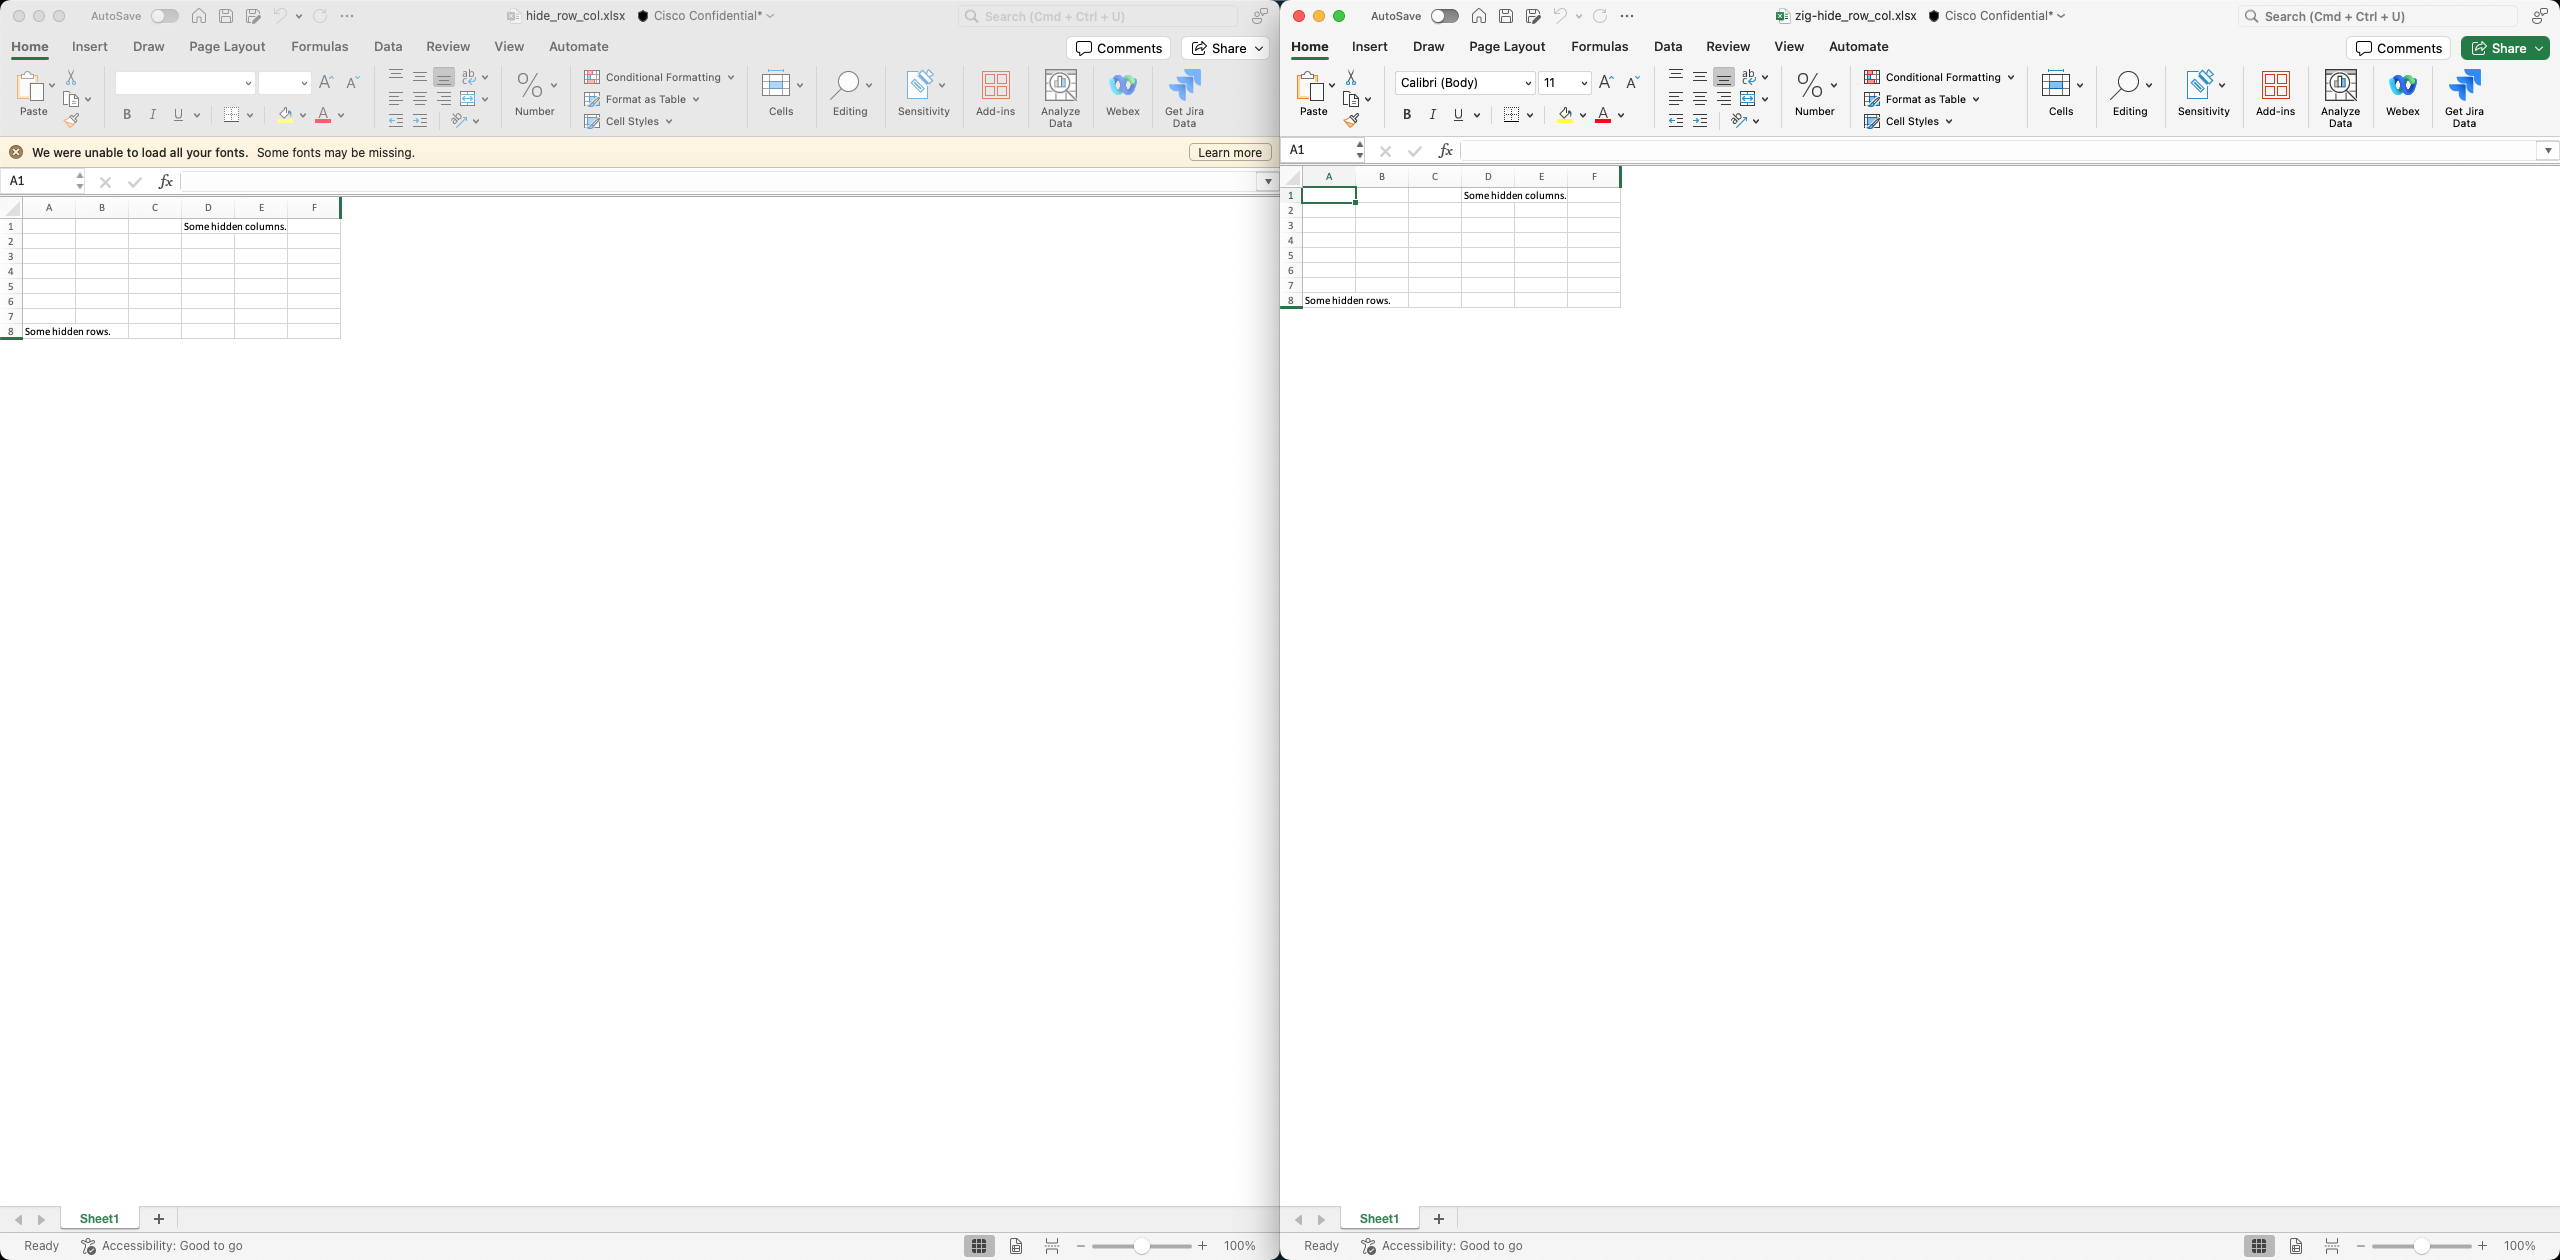 AutoSave hide_row_col.xlsx Cisco Confidential* Search (Cmd + Ctrl + U)
Home Insert Draw Page Layout Formulas Data Review View Automate Comments Share
Paste
B I U
A A
ab
A
Number
Conditional Formatting
Format as Table
Cell Styles
Cells
Editing
Sensitivity
Add-ins
Analyze
Data
Webex
Get Jira
Data
We were unable to load all your fonts. Some fonts may be missing. Learn more
A1 fx
A B C D E F
1 Some hidden columns.
2
3
4
5
6
7
8 Some hidden rows.
Sheet1 +
Ready Accessibility: Good to go 100%
AutoSave zig-hide_row_col.xlsx Cisco Confidential* Search (Cmd + Ctrl + U)
Home Insert Draw Page Layout Formulas Data Review View Automate Comments Share
Paste
Calibri (Body) 11 A A
B I U
A
ab
Number
Conditional Formatting
Format as Table
Cell Styles
Cells
Editing
Sensitivity
Add-ins
Analyze
Data
Webex
Get Jira
Data
A1 fx
A B C D E F
1 Some hidden columns.
2
3
4
5
6
7
8 Some hidden rows.
Sheet1 +
Ready Accessibility: Good to go 100%